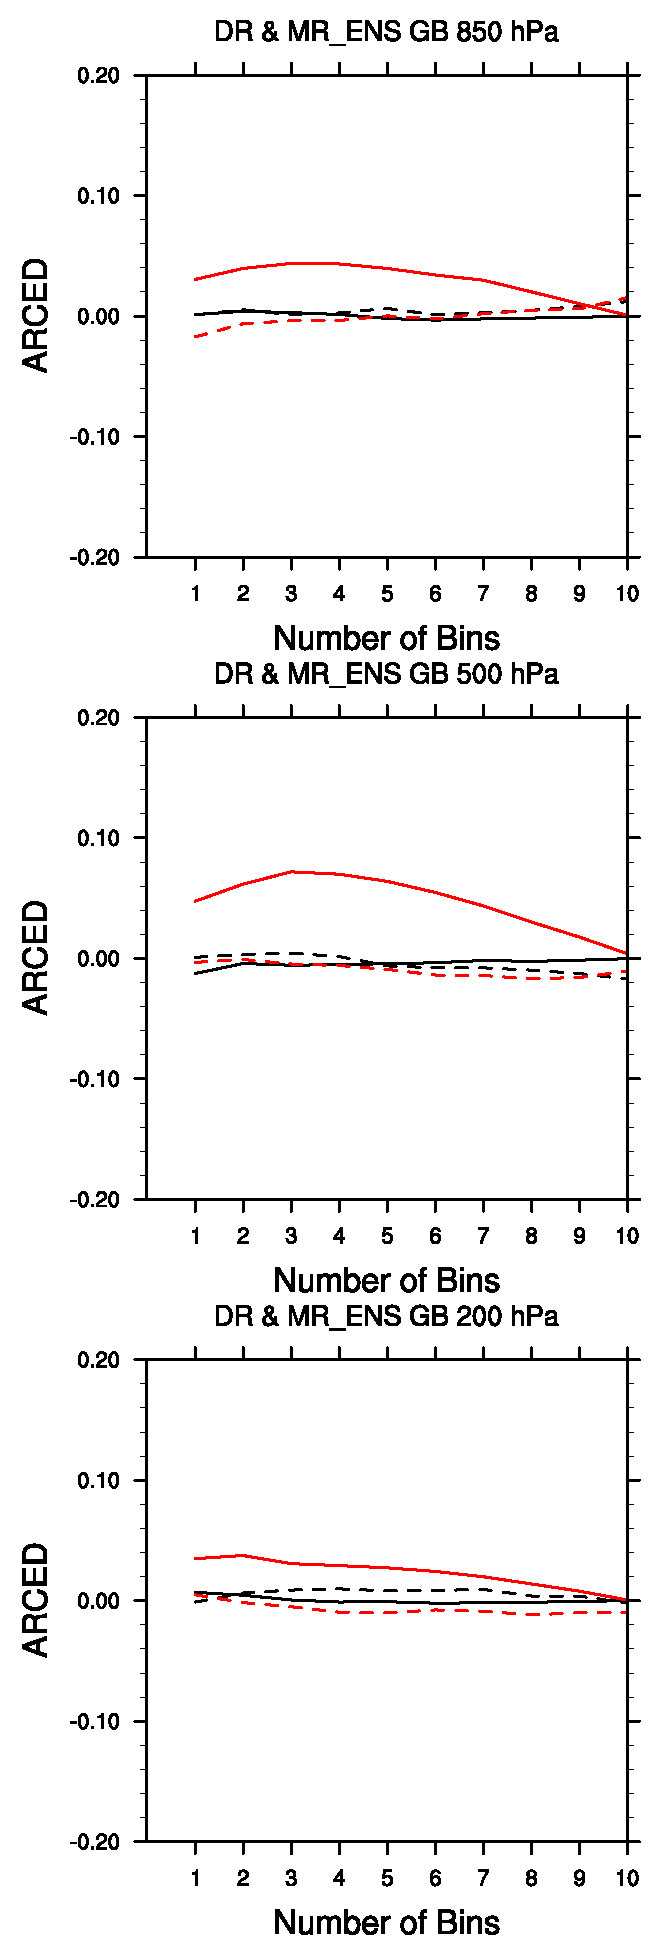 DR & MR_ENS GB 850 hPa
0.20
0.10
0.00
-0.10
-0.20
ARCED
1 2 3 4 5 6 7 8 9 10
Number of Bins
DR & MR_ENS GB 500 hPa
0.20
0.10
0.00
-0.10
-0.20
ARCED
1 2 3 4 5 6 7 8 9 10
Number of Bins
DR & MR_ENS GB 200 hPa
0.20
0.10
0.00
-0.10
-0.20
ARCED
1 2 3 4 5 6 7 8 9 10
Number of Bins